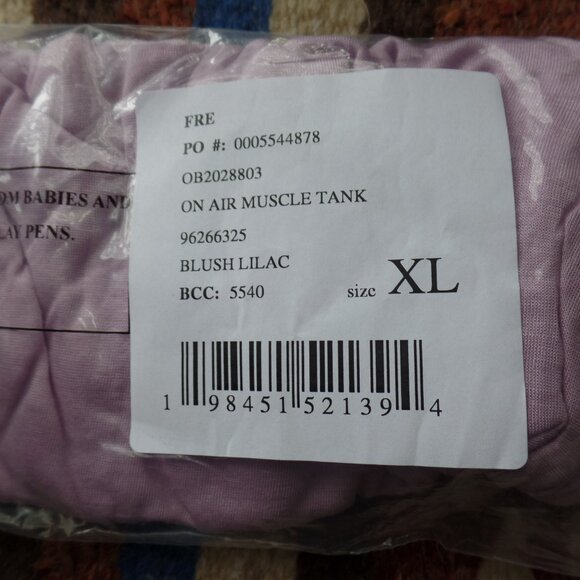 FRE
PO #: 0005544878
OB2028803
ON AIR MUSCLE TANK
96266325
BLUSH LILAC
BCC: 5540 size XL
1 98451 52139 4
OM BABIES AND
LAY PENS.